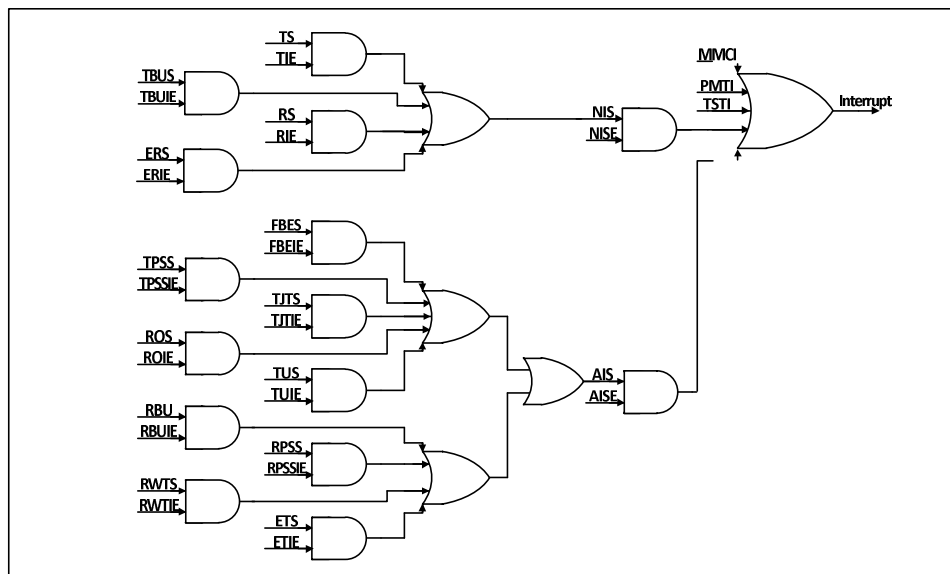 TS
TIE
TBUS
TBUIE
RS
RIE
ERS
ERIE
NIS
NISE
MMCI
PMTI
TSTI
Interrupt
FBES
FBEIE
TPSS
TPSSIE
TJTS
TJTIE
ROS
ROIE
TUS
TUIE
AIS
AISE
RBU
RBUIE
RPSS
RPSSIE
RWTS
RWTIE
ETS
ETIE